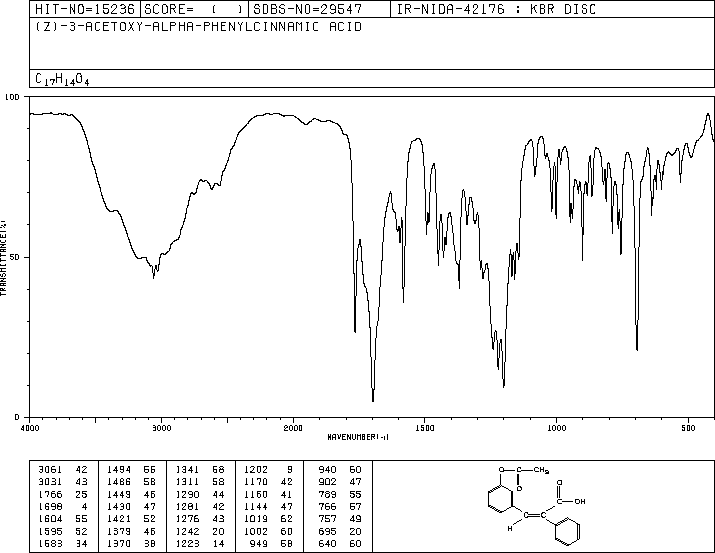 HIT-NO=15236 SCORE= ( ) SDBS-NO=29547 IR-NIDA-42176 : KBR DISC
(Z)-3-ACETOXY-ALPHA-PHENYLCINNAMIC ACID
C17H14O4
100
50
0
TRANSMITTANCE(%)
4000 3000 2000 1500 1000 500
WAVENUMBER(-1)
3061 42 1494 55 1341 58 1202 9 940 60
3031 43 1486 58 1311 58 1170 42 902 47
1766 25 1449 46 1290 44 1160 41 789 55
1698 4 1430 47 1281 42 1144 47 766 57
1604 55 1421 52 1276 43 1019 62 757 49
1595 52 1379 46 1242 20 1002 60 695 20
1583 34 1370 38 1223 14 949 58 640 60
O C CH3
O
O
C OH
C C
H